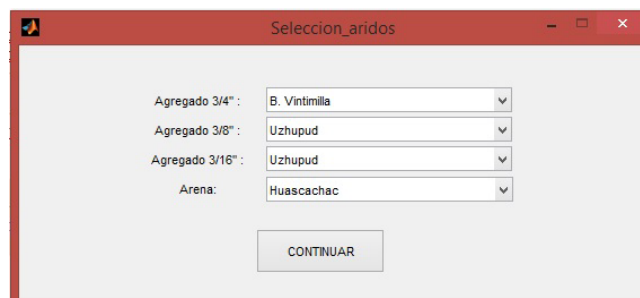 Seleccion_aridos
Agregado 3/4" : B. Vintimilla
Agregado 3/8" : Uzhupud
Agregado 3/16" : Uzhupud
Arena: Huascachac
CONTINUAR